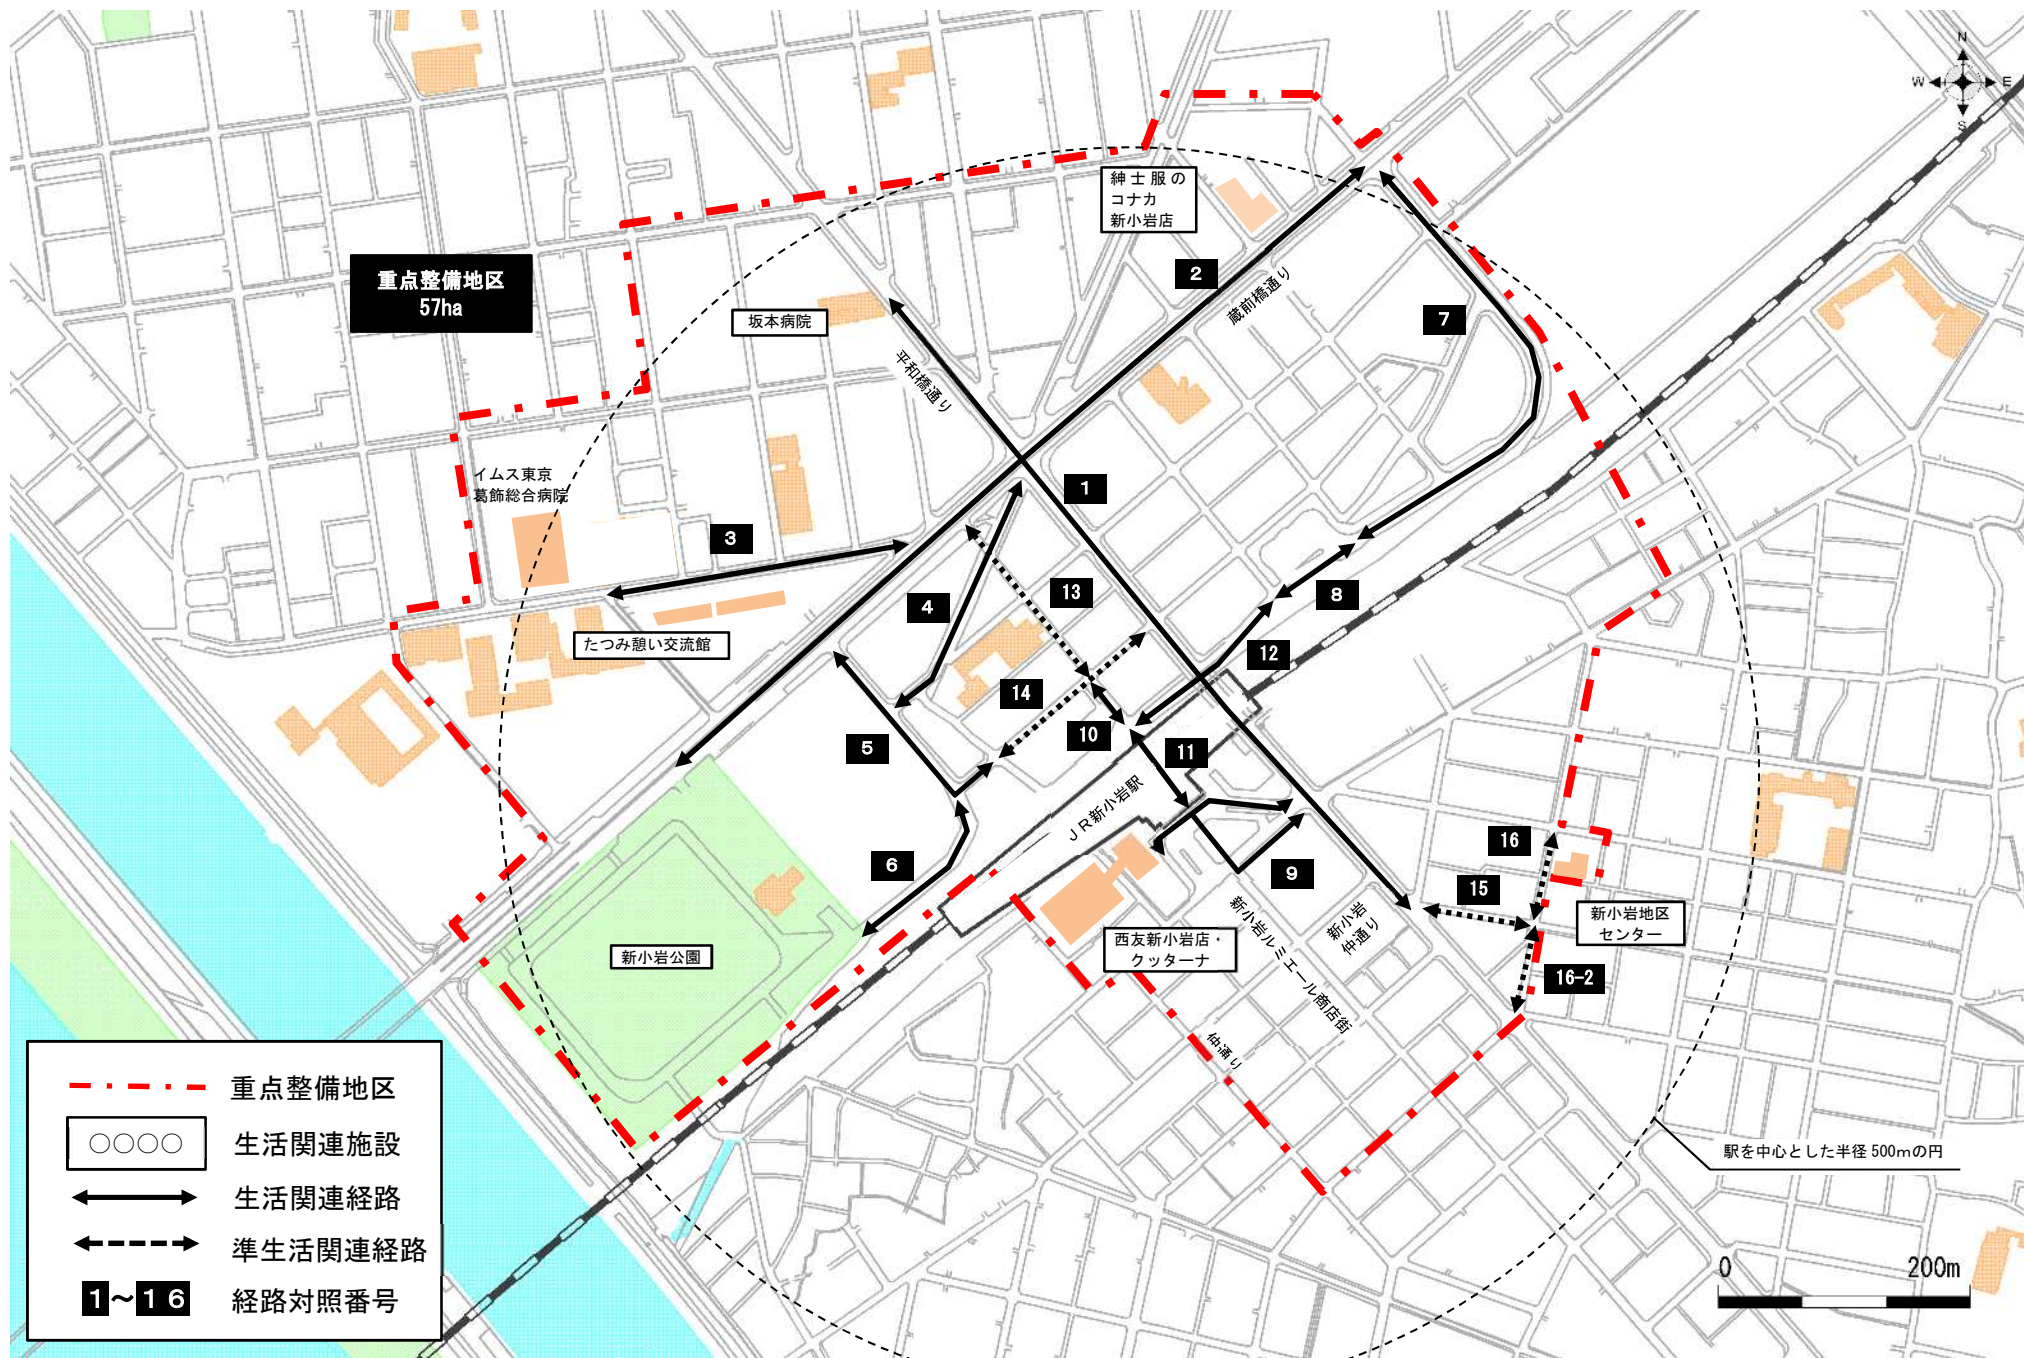 N
W
E
S
紳士服の
コナカ
新小岩店
重点整備地区
57ha
2
蔵前橋通り
7
坂本病院
平和橋通り
イムス東京
葛飾総合病院
1
3
13
4
8
たつみ憩い交流館
12
14
10
5
11
JR新小岩駅
16
6
9
15
新小岩地区
センター
新小岩ルミエール商店街
新小岩
仲通り
西友新小岩店・
クッターナ
新小岩公園
16-2
仲通り
重点整備地区
○○○○
生活関連施設
駅を中心とした半径500mの円
生活関連経路
準生活関連経路
1～16
経路対照番号
0
200m